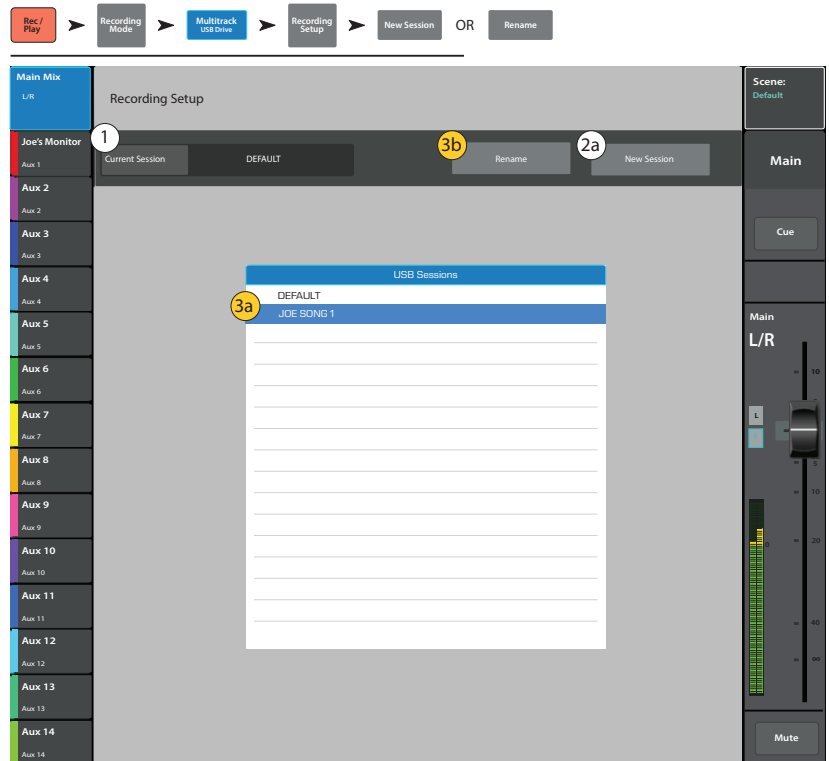 Rec /
Play
Recording
Mode
Multitrack
USB Drive
Recording
Setup
New Session
OR
Rename
Main Mix
L/R
Recording Setup
Scene:
Default
Joe's Monitor
Aux 1
1
Current Session
DEFAULT
3b
Rename
2a
New Session
Main
Aux 2
Aux 2
Aux 3
Aux 3
Cue
Aux 4
Aux 4
USB Sessions
DEFAULT
3a
JOE SONG 1
Aux 5
Aux 5
Main
L/R
Aux 6
Aux 6
10
Aux 7
Aux 7
L
Aux 8
Aux 8
5
10
Aux 9
Aux 9
0
20
Aux 10
Aux 10
Aux 11
Aux 11
40
Aux 12
Aux 12
∞
Aux 13
Aux 13
Aux 14
Aux 14
Mute